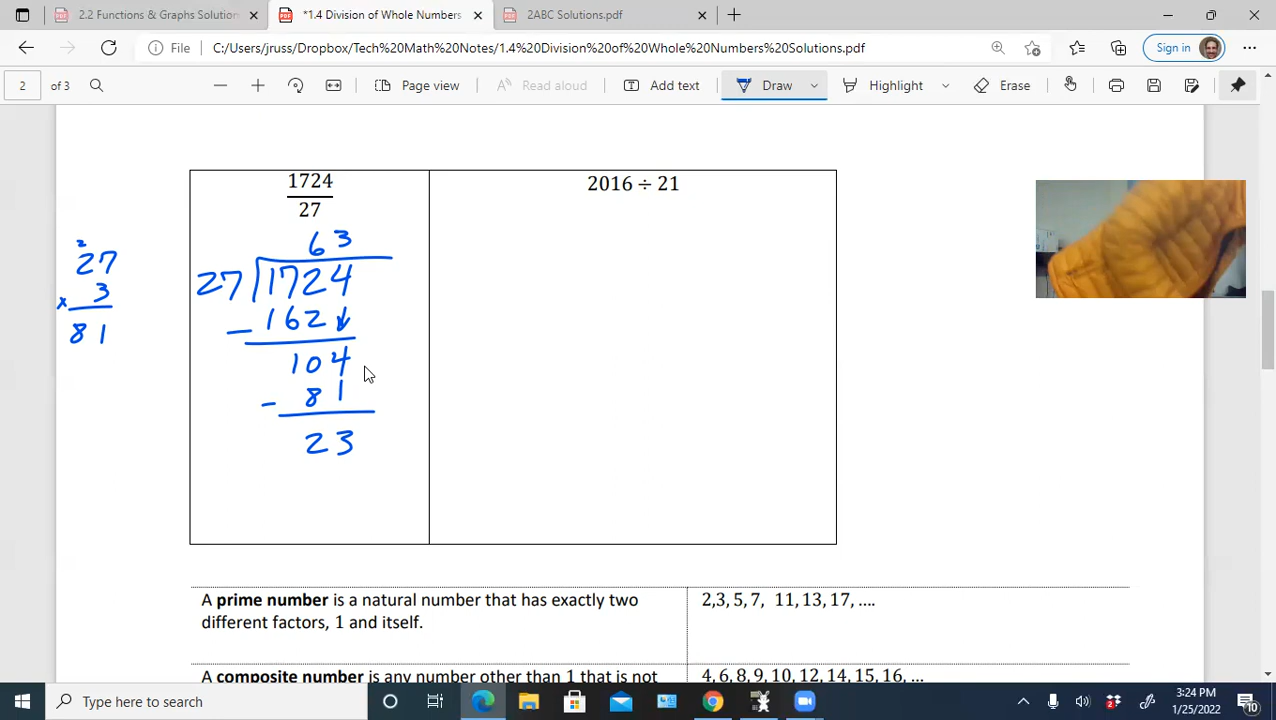 2.2 Functions & Graphs Solution
*1.4 Division of Whole Numbers
2ABC Solutions.pdf
File
C:/Users/jruss/Dropbox/Tech%20Math%20Notes/1.4%20Division%20of%20Whole%20Numbers%20Solutions.pdf
Sign in
2 of 3
Page view
Read aloud
Add text
Draw
Highlight
Erase
1724
27
2016 ÷ 21
63
27 1724
- 162
104
- 81
23
2
27
x 3
81
A prime number is a natural number that has exactly two
different factors, 1 and itself.
2,3, 5, 7, 11, 13, 17, ....
A composite number is any number other than 1 that is not
4, 6, 8, 9, 10, 12, 14, 15, 16, ...
Type here to search
3:24 PM
1/25/2022
2
10